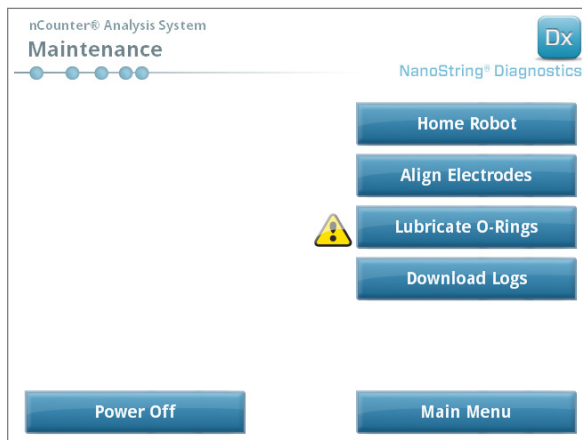 nCounter® Analysis System
Maintenance
Dx
NanoString® Diagnostics
Home Robot
Align Electrodes
Lubricate O-Rings
Download Logs
Power Off
Main Menu